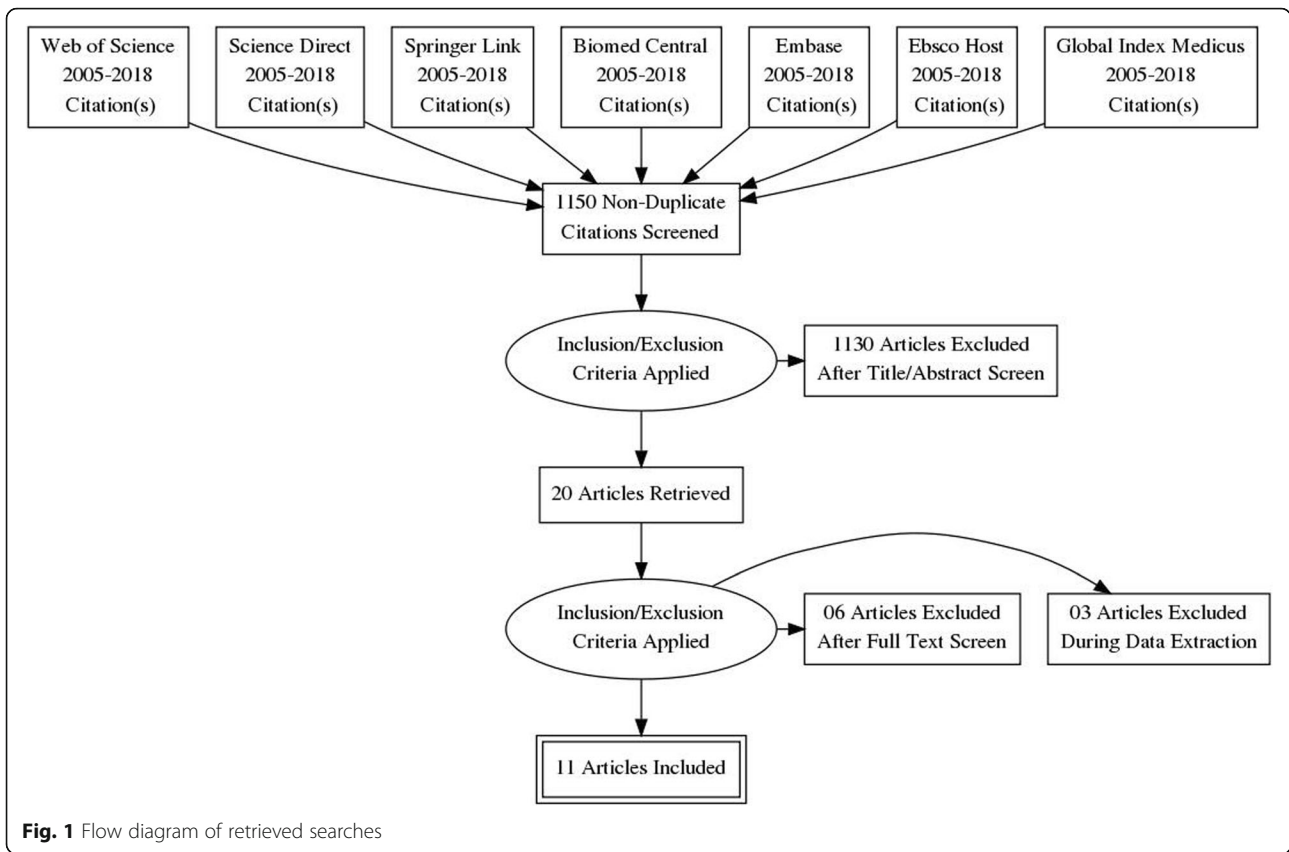 Web of Science
2005-2018
Citation(s)
Science Direct
2005-2018
Citation(s)
Springer Link
2005-2018
Citation(s)
Biomed Central
2005-2018
Citation(s)
Embase
2005-2018
Citation(s)
Ebsco Host
2005-2018
Citation(s)
Global Index Medicus
2005-2018
Citation(s)
1150 Non-Duplicate
Citations Screened
Inclusion/Exclusion
Criteria Applied
1130 Articles Excluded
After Title/Abstract Screen
20 Articles Retrieved
Inclusion/Exclusion
Criteria Applied
06 Articles Excluded
After Full Text Screen
03 Articles Excluded
During Data Extraction
11 Articles Included
Fig. 1 Flow diagram of retrieved searches